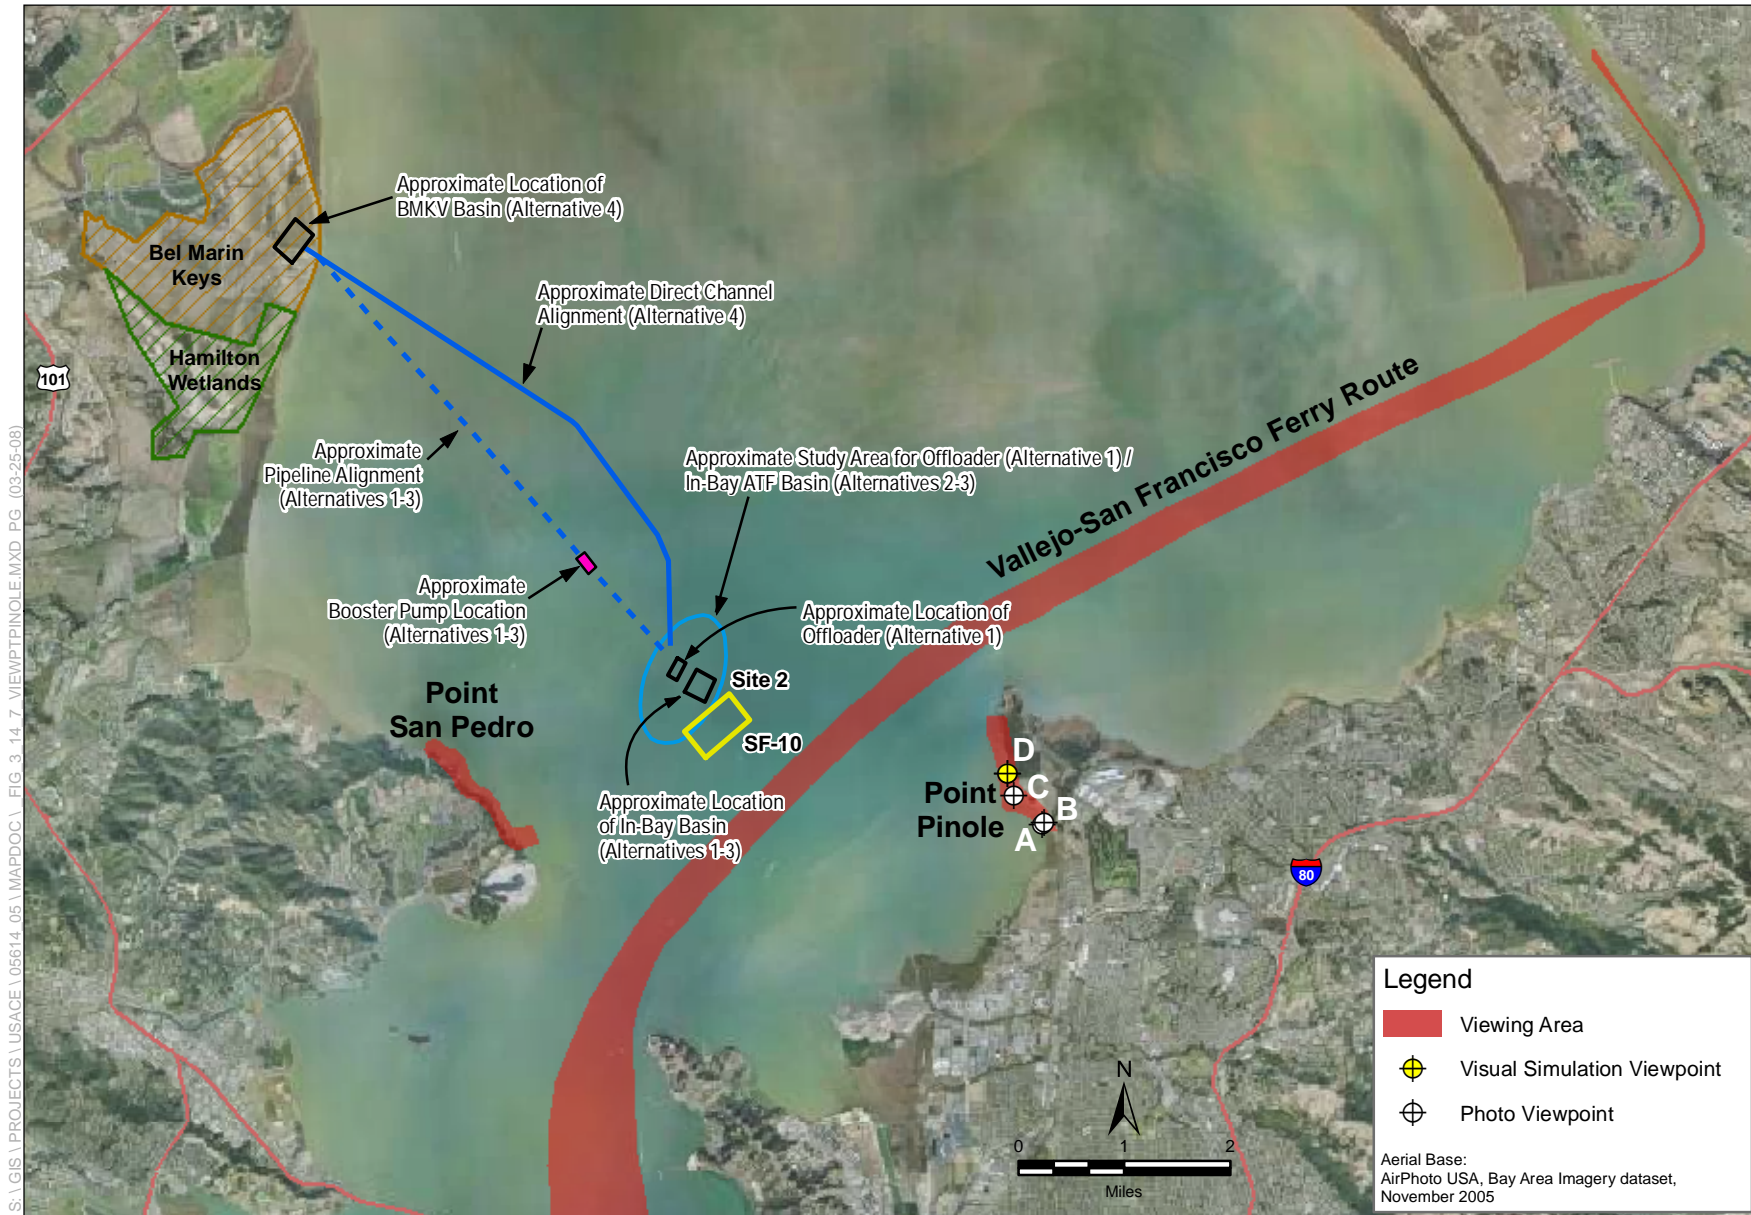 Approximate Location of
BMKV Basin (Alternative 4)
Bel Marin
Keys
Approximate Direct Channel
Alignment (Alternative 4)
Hamilton
Wetlands
101
Approximate
Pipeline Alignment
(Alternatives 1-3)
Approximate Study Area for Offloader (Alternative 1) /
In-Bay ATF Basin (Alternatives 2-3)
Vallejo-San Francisco Ferry Route
Approximate
Booster Pump Location
(Alternatives 1-3)
Approximate Location of
Offloader (Alternative 1)
Point
San Pedro
Site 2
SF-10
Approximate Location
of In-Bay Basin
(Alternatives 1-3)
D
C
B
A
Point
Pinole
80
N
0 1 2
Miles
Legend
Viewing Area
Visual Simulation Viewpoint
Photo Viewpoint
Aerial Base:
AirPhoto USA, Bay Area Imagery dataset,
November 2005
S: \ GIS \ PROJECTS \ USACE \ 05614_05 \ MAPDOC \ _FIG_3_14_7_VIEWPTPINOLE.MXD PG (03-25-08)